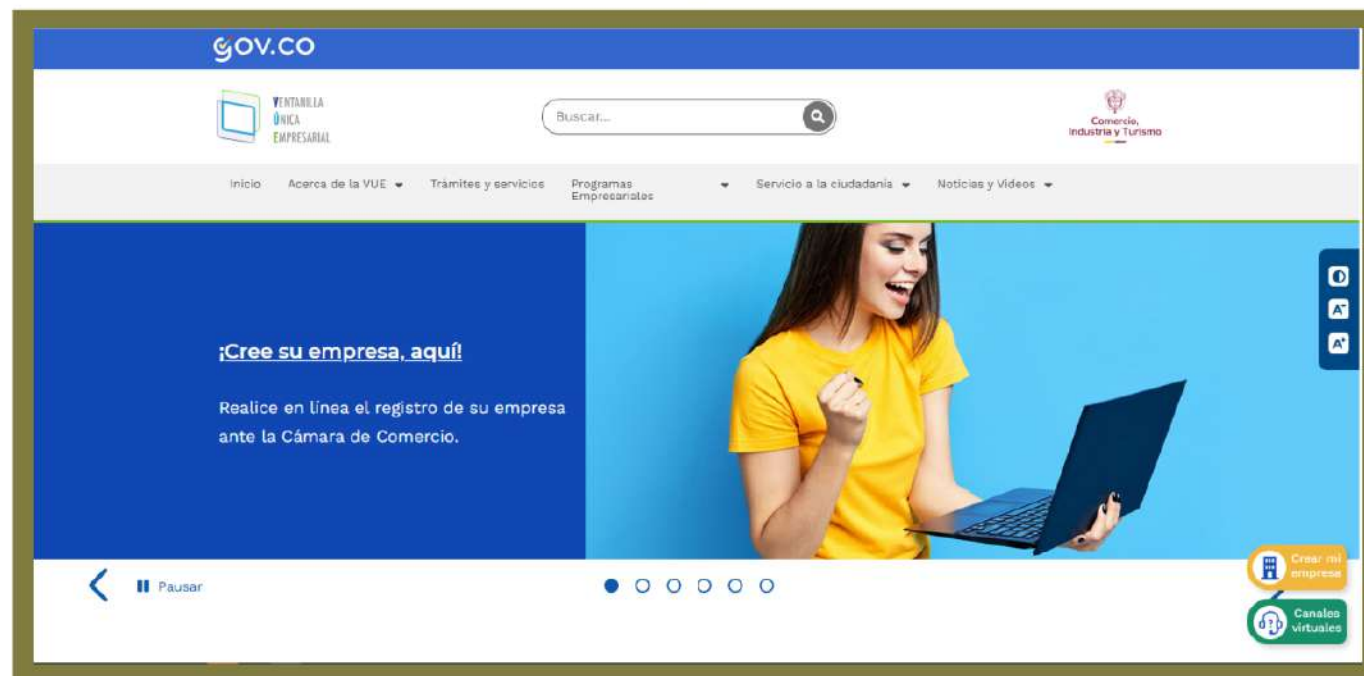 gov.co
VENTANILLA
ÚNICA
EMPRESARIAL
Buscar...
Comercio,
Industria y Turismo
Inicio Acerca de la VUE Trámites y servicios Programas Empresariales Servicio a la ciudadanía Noticias y Videos
¡Cree su empresa, aquí!
Realice en línea el registro de su empresa
ante la Cámara de Comercio.
A-
A+
Pausar
Crear mi
empresa
Canales
virtuales